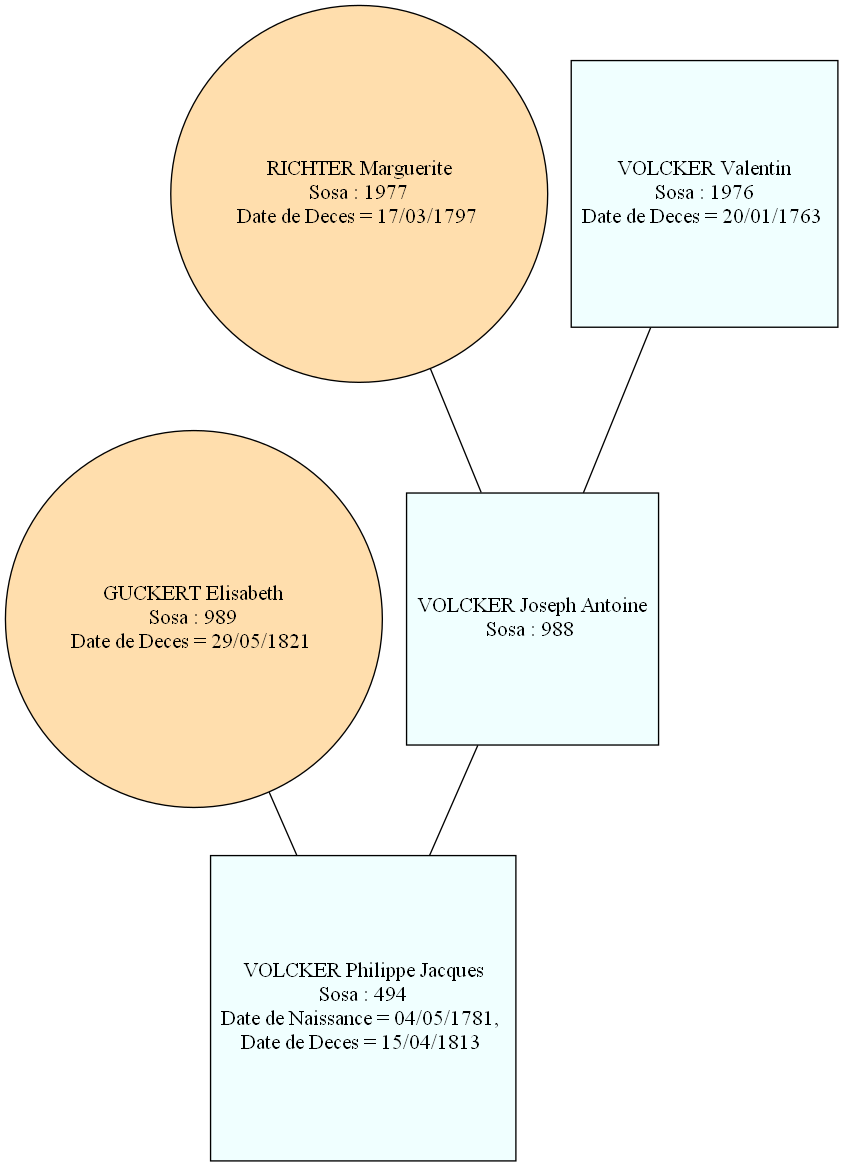 RICHTER Marguerite
Sosa : 1977
Date de Deces = 17/03/1797
VOLCKER Valentin
Sosa : 1976
Date de Deces = 20/01/1763
GUCKERT Elisabeth
Sosa : 989
Date de Deces = 29/05/1821
VOLCKER Joseph Antoine
Sosa : 988
VOLCKER Philippe Jacques
Sosa : 494
Date de Naissance = 04/05/1781,
Date de Deces = 15/04/1813